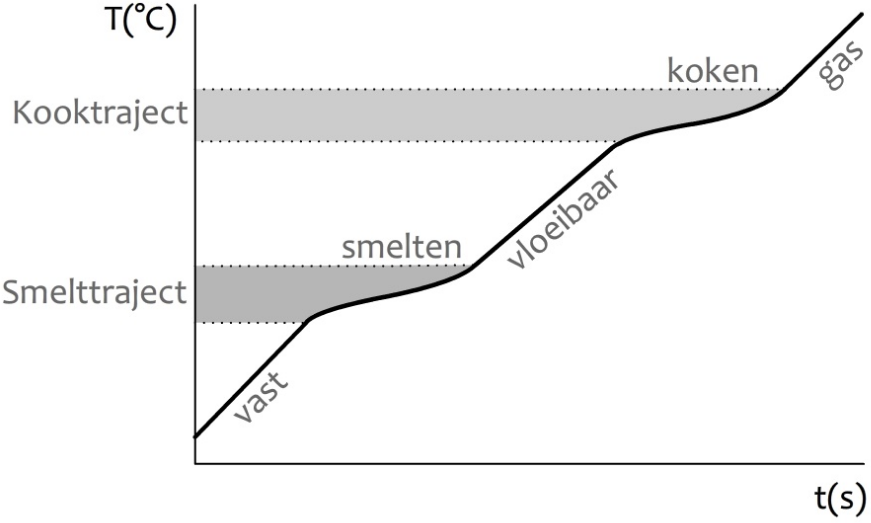 T(°C)
koken
gas
Kooktraject
vloeibaar
smelten
Smelttraject
vast
t(s)